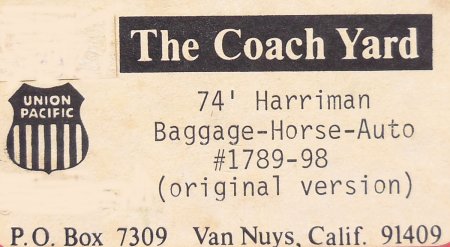 The Coach Yard
UNION
PACIFIC
74' Harriman
Baggage-Horse-Auto
#1789-98
(original version)
P.O. Box 7309 Van Nuys, Calif. 91409